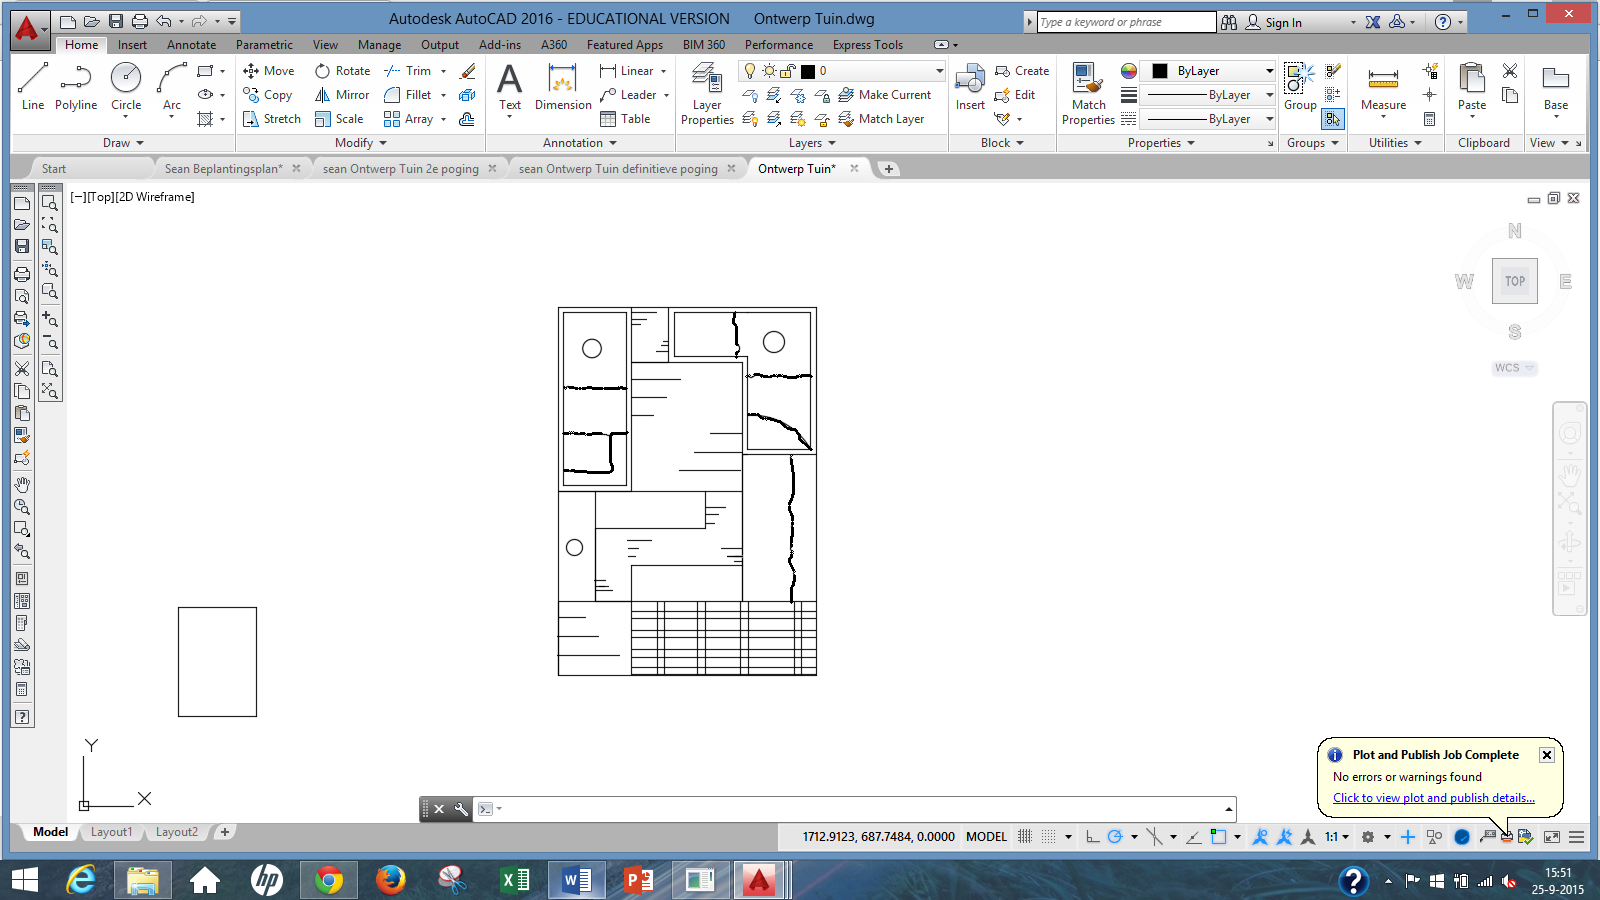 Autodesk AutoCAD 2016 - EDUCATIONAL VERSION Ontwerp Tuin.dwg
Type a keyword or phrase
Sign In
Home Insert Annotate Parametric View Manage Output Add-ins A360 Featured Apps BIM 360 Performance Express Tools
Line Polyline Circle Arc
Move Rotate Trim
Copy Mirror Fillet
Stretch Scale Array
Text Dimension
Linear
Leader
Table
Layer Properties
0
Make Current
Match Layer
Insert
Create
Edit
Match Properties
ByLayer
ByLayer
ByLayer
Group
Measure
Paste
Base
Draw Modify Annotation Layers Block Properties Groups Utilities Clipboard View
Start Sean Beplantingsplan* sean Ontwerp Tuin 2e poging sean Ontwerp Tuin definitieve poging Ontwerp Tuin*
[−][Top][2D Wireframe]
N
W TOP E
S
WCS
Y
X
Plot and Publish Job Complete
No errors or warnings found
Click to view plot and publish details...
Model Layout1 Layout2
1712.9123, 687.7484, 0.0000 MODEL 1:1
15:51
25-9-2015